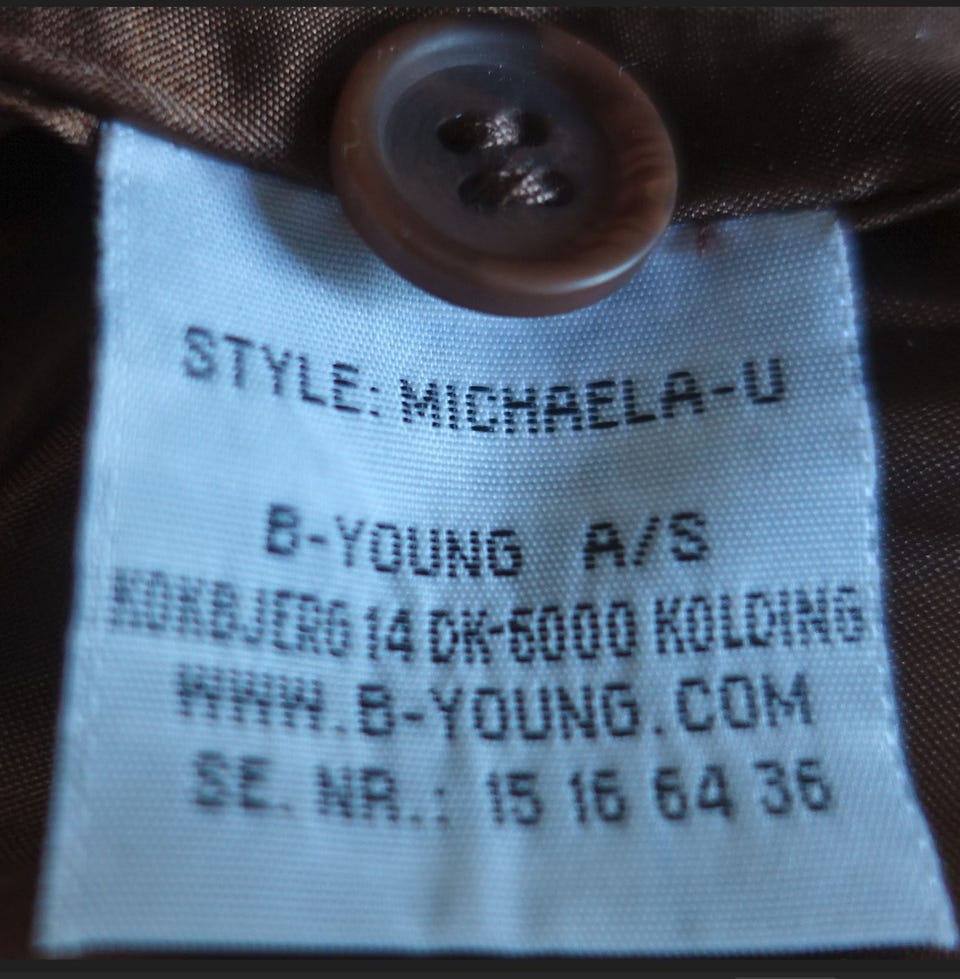 STYLE: MICHAELA-U
B-YOUNG A/S
KOKBJERG 14 DK-6000 KOLDING
WWW.B-YOUNG.COM
SE. NR.: 15 16 64 36